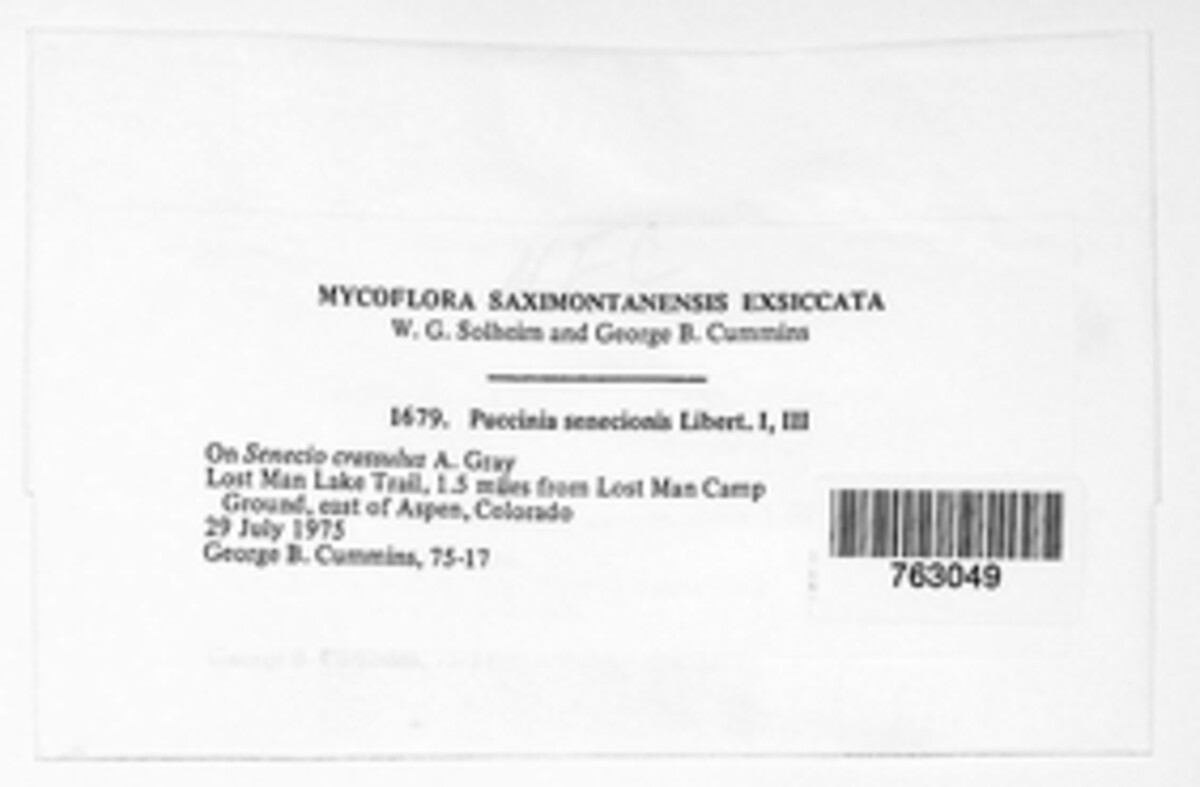 MYCOFLORA SAXIMONTANENSIS EXSICCATA
W. G. Solheim and George B. Cummins
1679. Puccinia senecionis Libert. I, III
On Senecio crassulus A. Gray
Lost Man Lake Trail, 1.5 miles from Lost Man Camp
Ground, east of Aspen, Colorado
29 July 1975
George B. Cummins, 75-17
763049